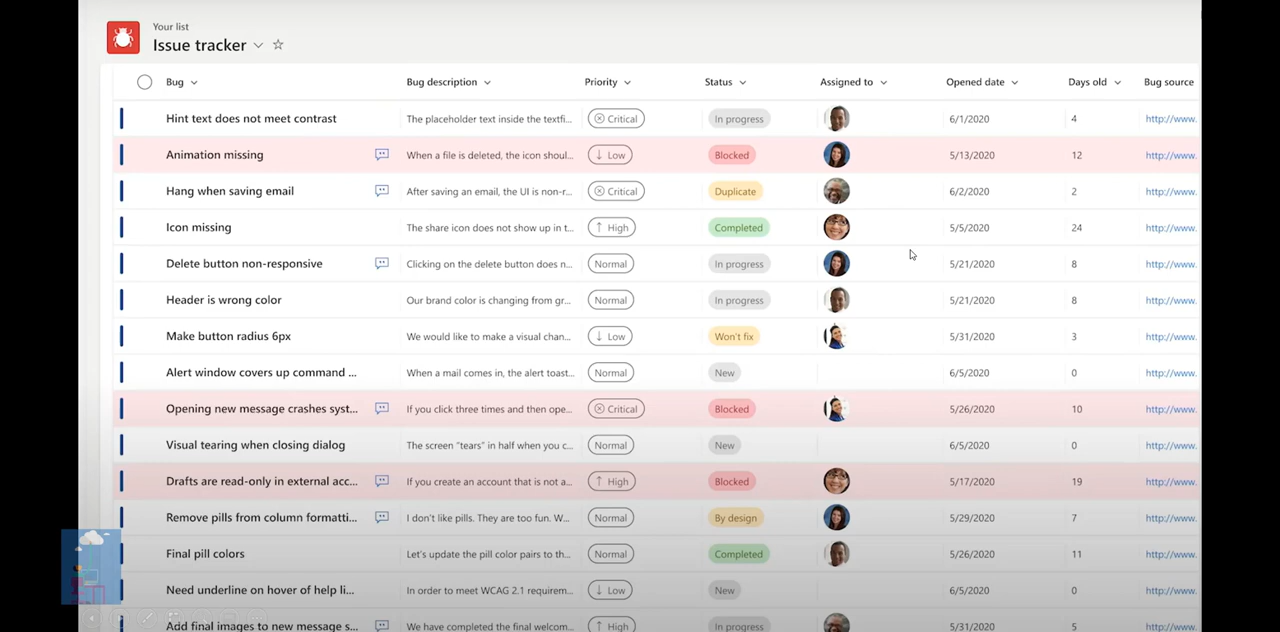 Your list
Issue tracker
Bug Bug description Priority Status Assigned to Opened date Days old Bug source
Hint text does not meet contrast The placeholder text inside the textfi... Critical In progress 6/1/2020 4 http://www.
Animation missing When a file is deleted, the icon shoul... Low Blocked 5/13/2020 12 http://www.
Hang when saving email After saving an email, the UI is non-r... Critical Duplicate 6/2/2020 2 http://www.
Icon missing The share icon does not show up in t... High Completed 5/5/2020 24 http://www.
Delete button non-responsive Clicking on the delete button does n... Normal In progress 5/21/2020 8 http://www.
Header is wrong color Our brand color is changing from gr... Normal In progress 5/21/2020 8 http://www.
Make button radius 6px We would like to make a visual chan... Low Won't fix 5/31/2020 3 http://www.
Alert window covers up command ... When a mail comes in, the alert toast... Normal New 6/5/2020 0 http://www.
Opening new message crashes syst... If you click three times and then ope... Critical Blocked 5/26/2020 10 http://www.
Visual tearing when closing dialog The screen "tears" in half when you c... Normal New 6/5/2020 0 http://www.
Drafts are read-only in external acc... If you create an account that is not a... High Blocked 5/17/2020 19 http://www.
Remove pills from column formatti... I don't like pills. They are too fun. W... Normal By design 5/29/2020 7 http://www.
Final pill colors Let's update the pill color pairs to th... Normal Completed 5/26/2020 11 http://www.
Need underline on hover of help li... In order to meet WCAG 2.1 requirem... Low New 6/5/2020 0 http://www.
Add final images to new message s... We have completed the final welcom... High In progress 5/31/2020 5 http://www.